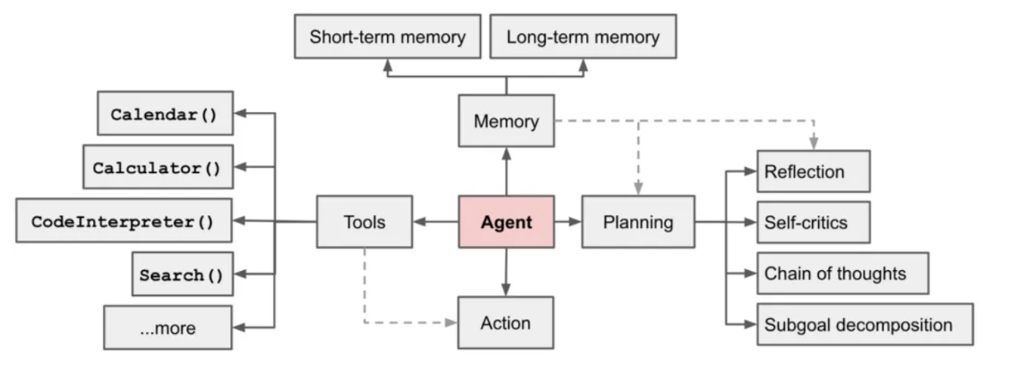 Short-term memory
Long-term memory
Calendar()
Memory
Calculator()
Reflection
CodeInterpreter()
Tools
Agent
Planning
Self-critics
Search()
Chain of thoughts
...more
Action
Subgoal decomposition